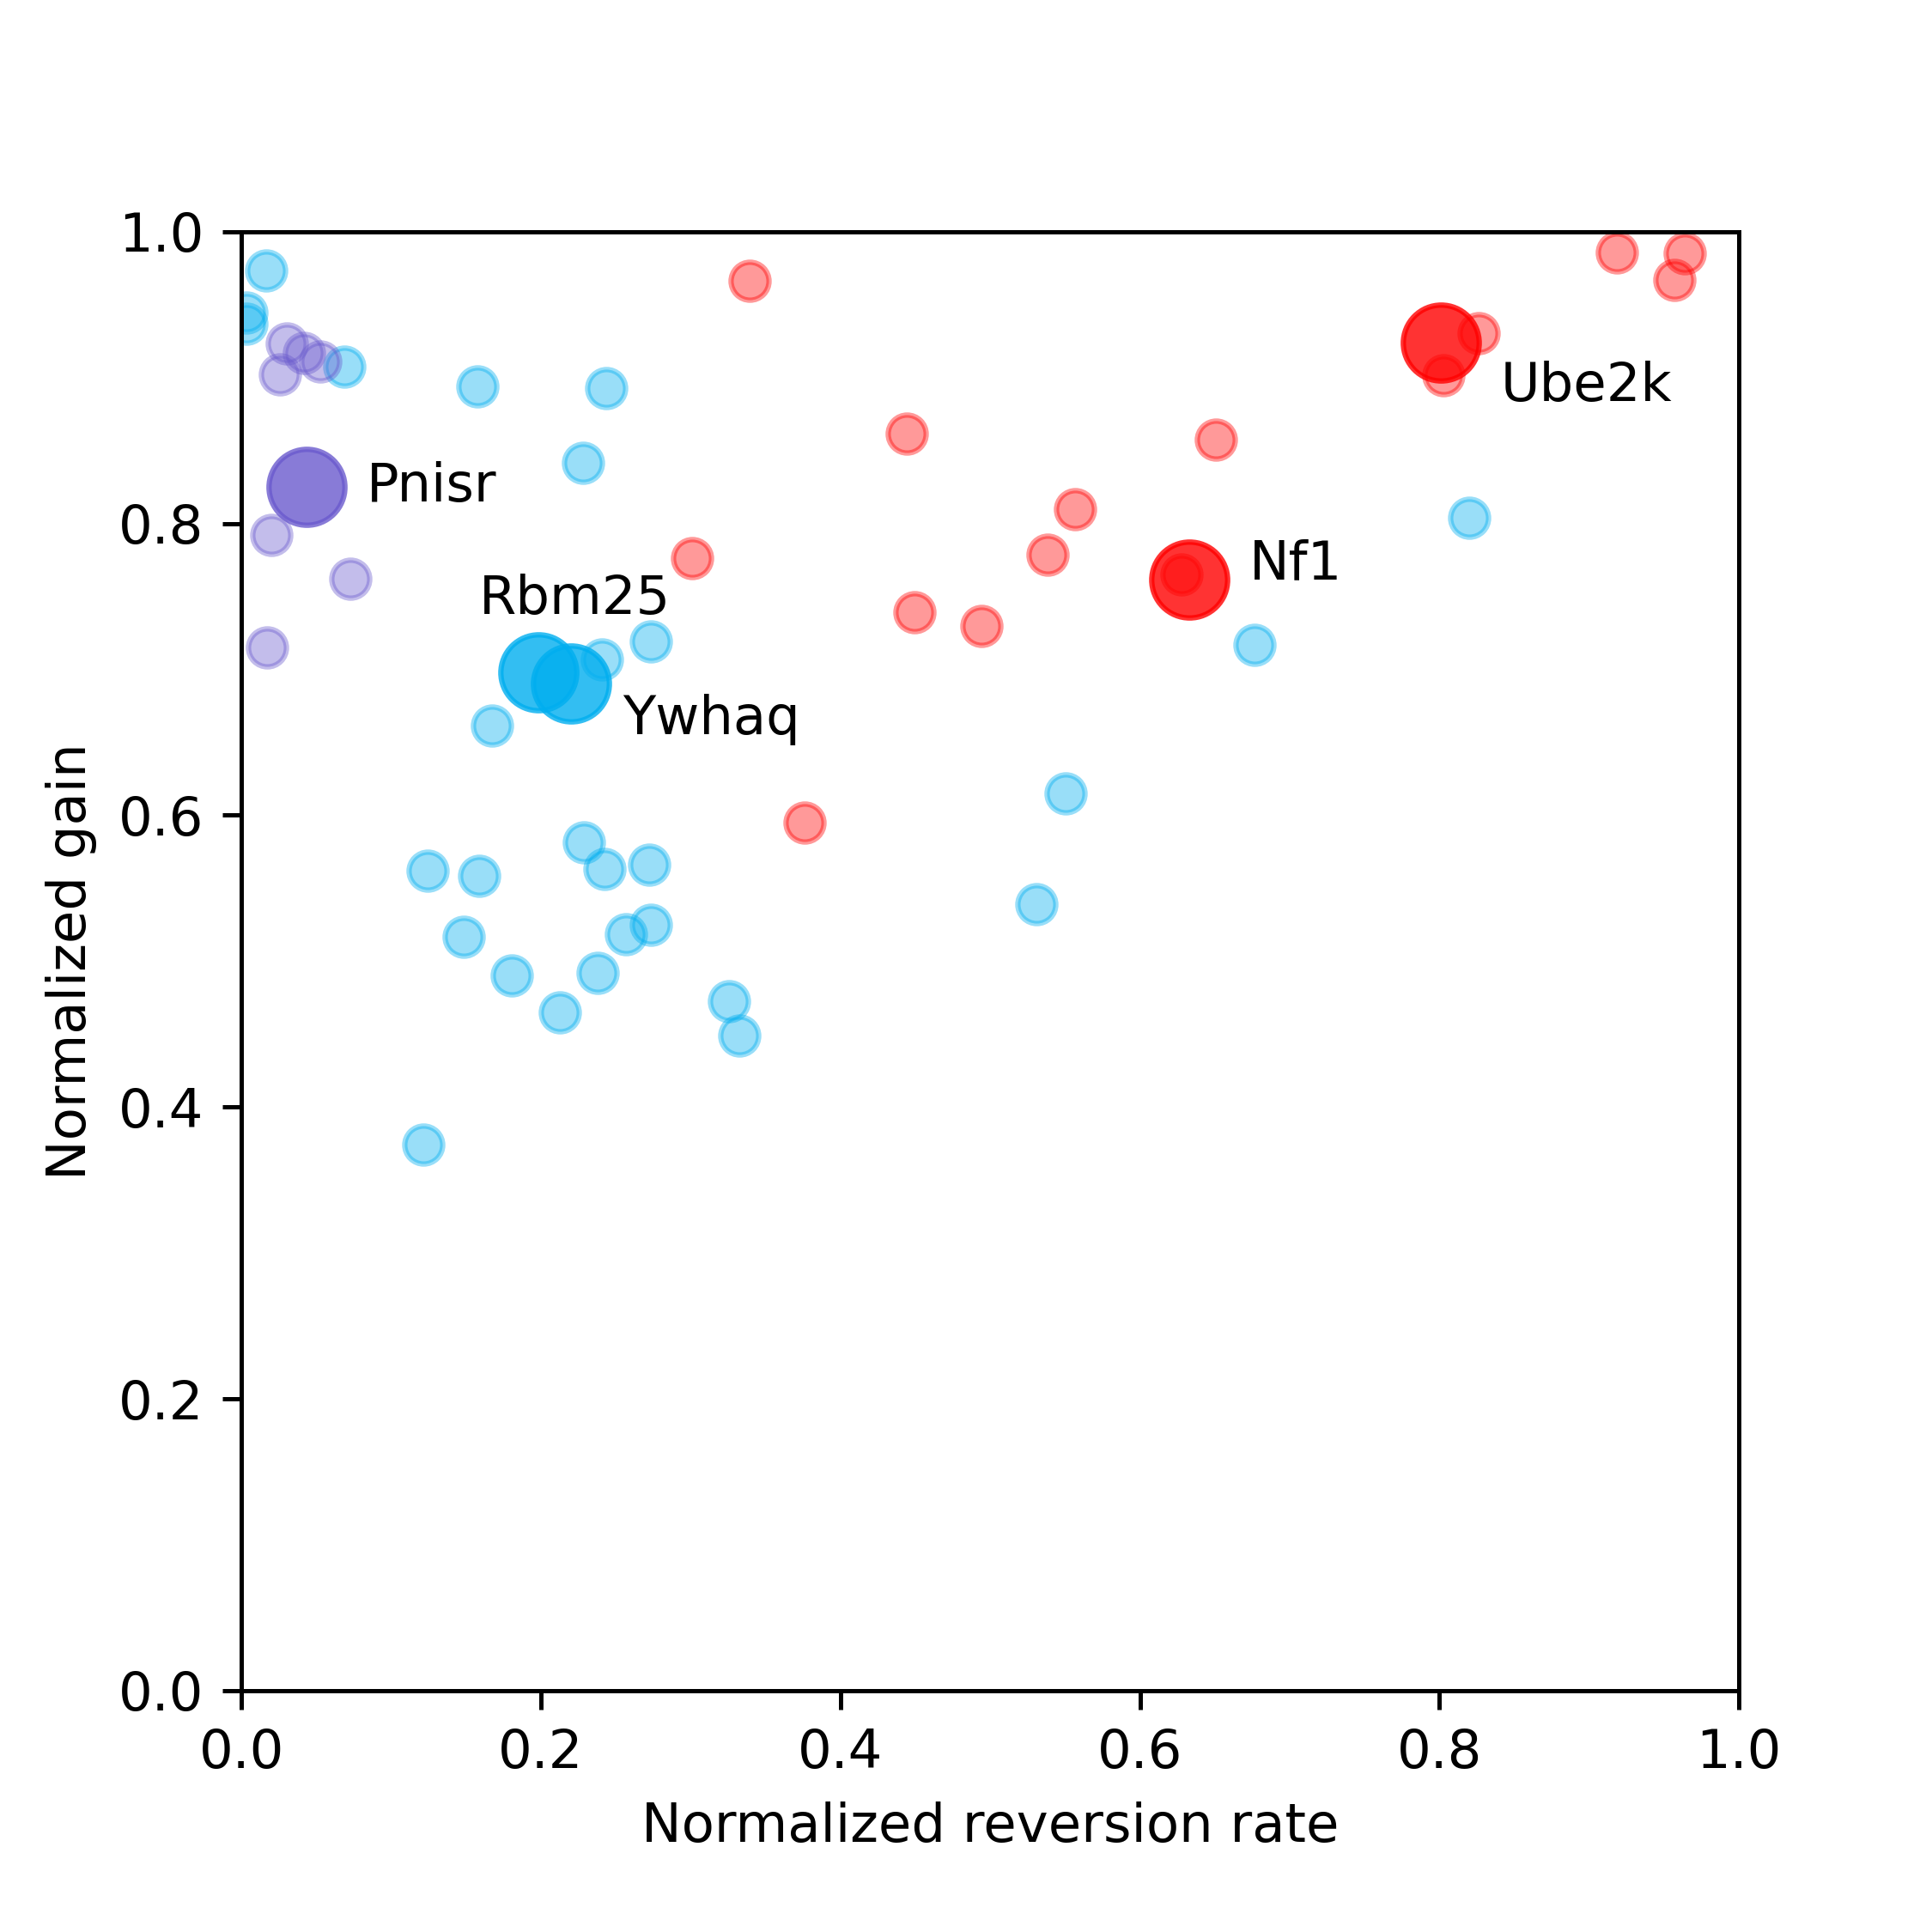 1.0
0.8
0.6
0.4
0.2
0.0
Normalized gain
Ube2k
Pnisr
Nf1
Rbm25
Ywhaq
0.0 0.2 0.4 0.6 0.8 1.0
Normalized reversion rate